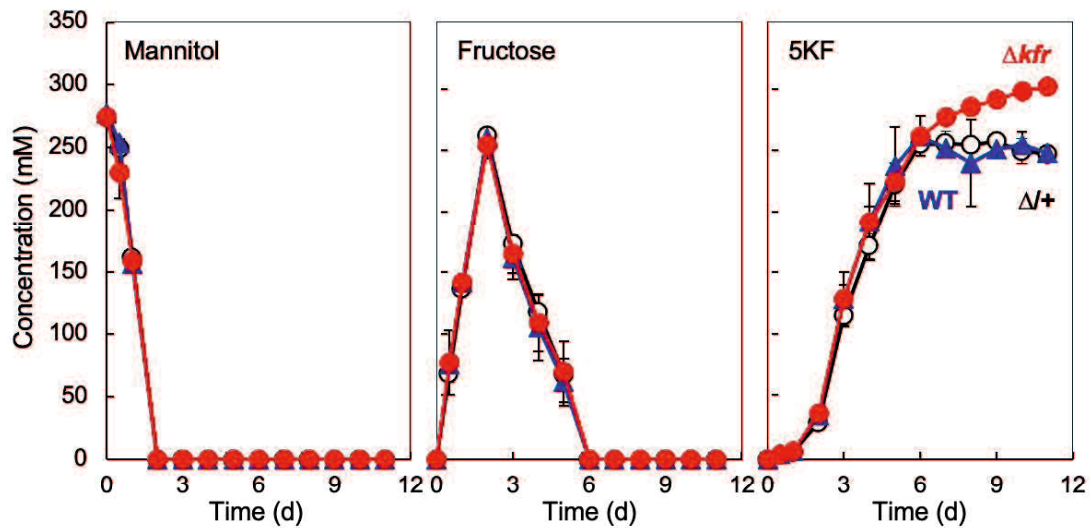 350
300
250
200
150
100
50
0
Concentration (mM)
Mannitol
Fructose
5KF
Δkfr
WT
Δ/+
0 3 6 9 12
0 3 6 9 12
0 3 6 9 12
Time (d)
Time (d)
Time (d)